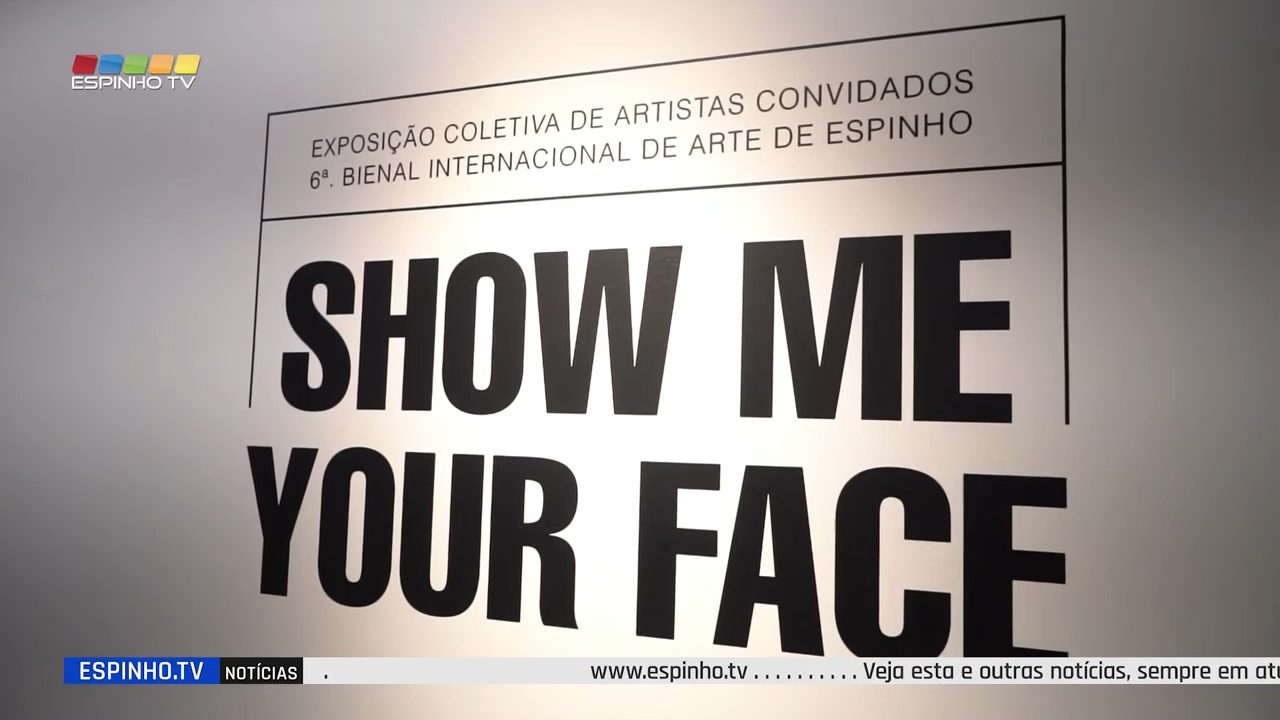 ESPINHO TV
EXPOSIÇÃO COLETIVA DE ARTISTAS CONVIDADOS
6ª. BIENAL INTERNACIONAL DE ARTE DE ESPINHO
SHOW ME
YOUR FACE
ESPINHO.TV NOTÍCIAS . www.espinho.tv . . . . . . . . . . Veja esta e outras notícias, sempre em